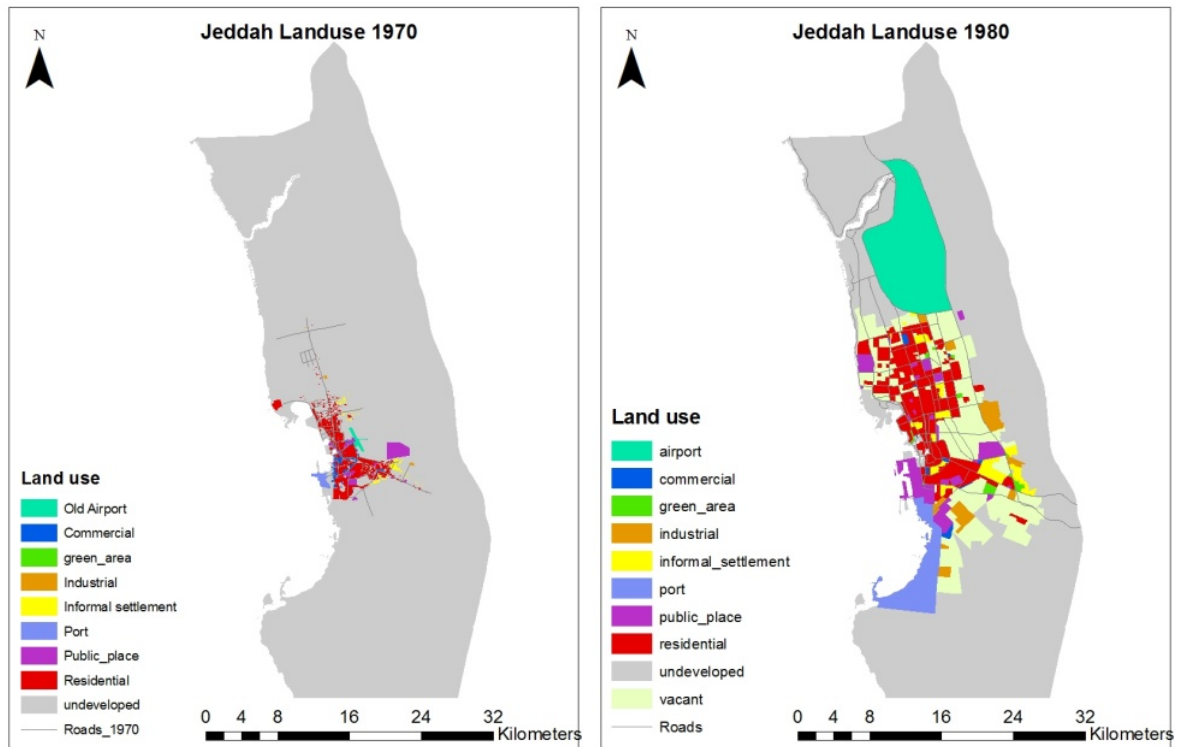 Jeddah Landuse 1970
N
Land use
Old Airport
Commercial
green_area
Industrial
Informal settlement
Port
Public_place
Residential
undeveloped
Roads_1970
0 4 8 16 24 32
Kilometers
Jeddah Landuse 1980
N
Land use
airport
commercial
green_area
industrial
informal_settlement
port
public_place
residential
undeveloped
vacant
Roads
0 4 8 16 24 32
Kilometers